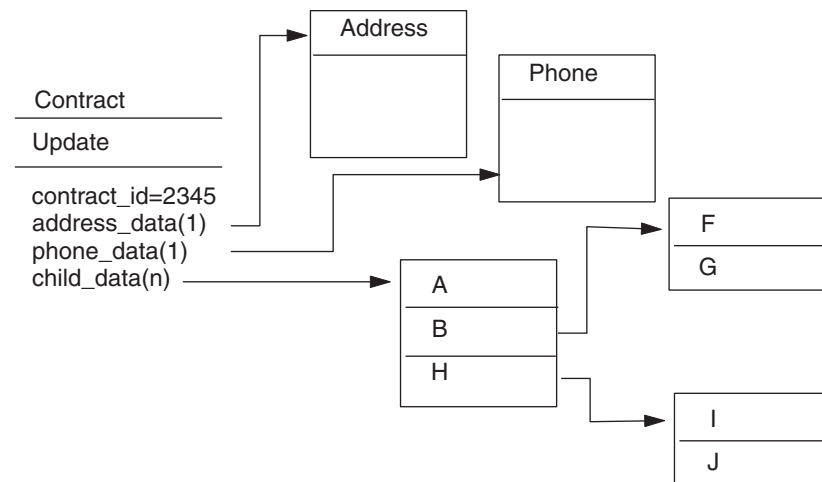 Address
Phone
Contract
Update
contract_id=2345
address_data(1)
phone_data(1)
child_data(n)
A
B
H
F
G
I
J